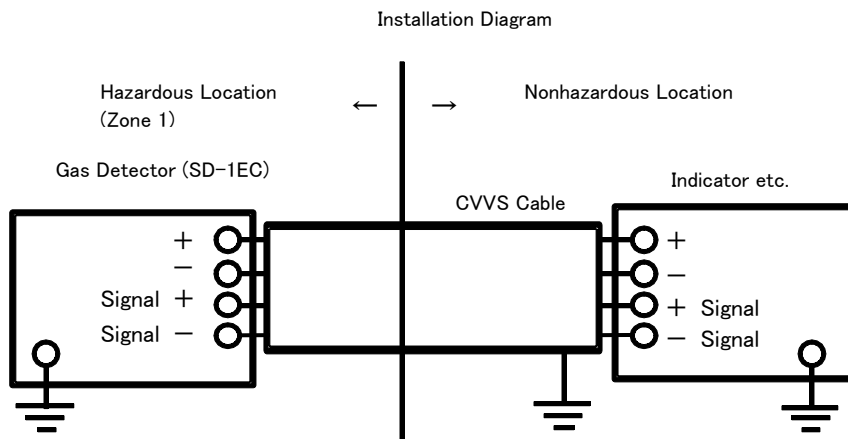 Installation Diagram
Hazardous Location
(Zone 1)
← →
Nonhazardous Location
Gas Detector (SD-1EC)
Indicator etc.
CVVS Cable
+
−
Signal +
Signal −
+
−
+ Signal
− Signal